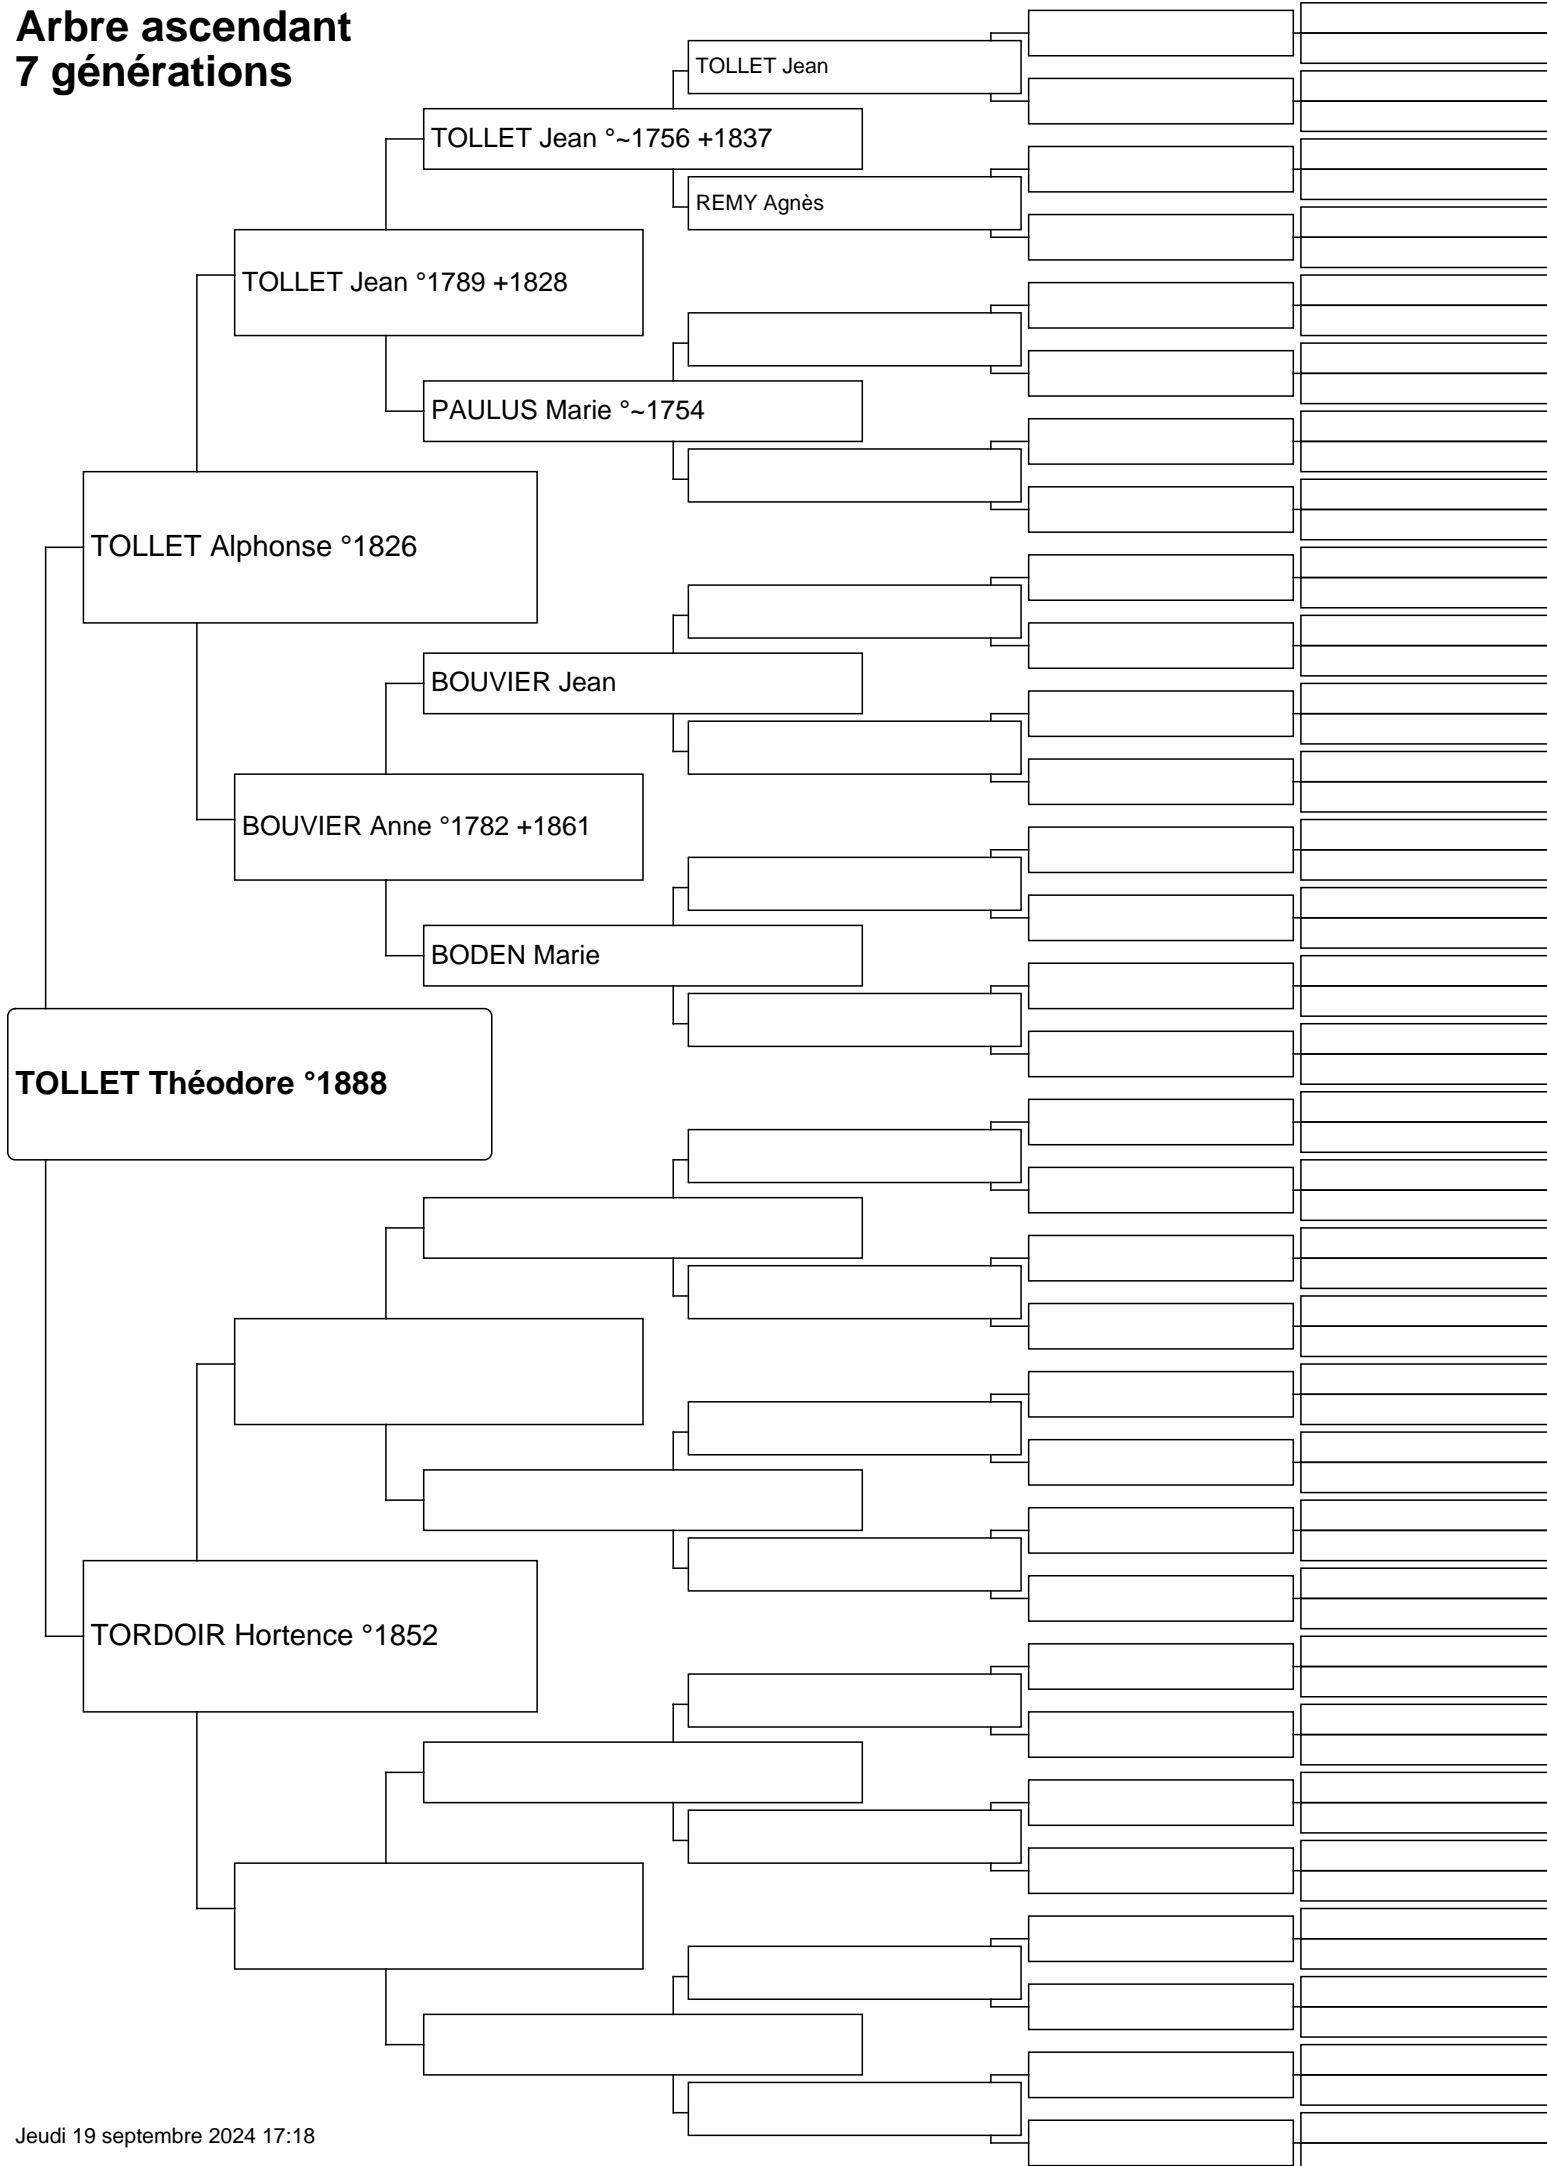 Arbre ascendant
7 générations
TOLLET Jean
TOLLET Jean °~1756 +1837
REMY Agnès
TOLLET Jean °1789 +1828
PAULUS Marie °~1754
TOLLET Alphonse °1826
BOUVIER Jean
BOUVIER Anne °1782 +1861
BODEN Marie
TOLLET Théodore °1888
TORDOIR Hortence °1852
Jeudi 19 septembre 2024 17:18